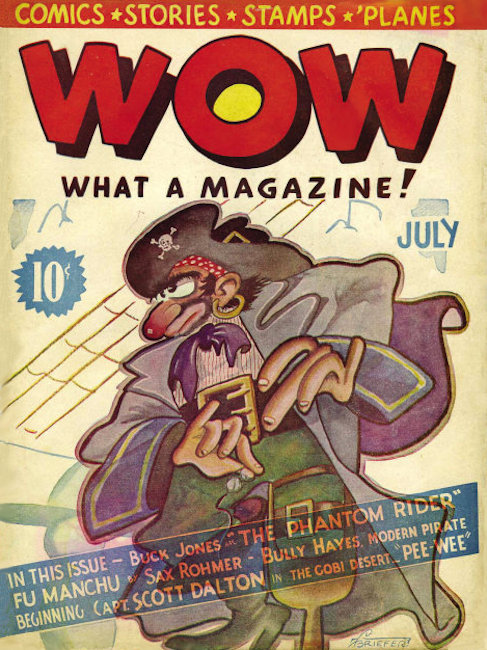 COMICS ★ STORIES ★ STAMPS ★ 'PLANES
WOW
WHAT A MAGAZINE!
JULY
10¢
IN THIS ISSUE — BUCK JONES IN "THE PHANTOM RIDER"
FU MANCHU BY SAX ROHMER - BULLY HAYES, MODERN PIRATE
BEGINNING CAPT. SCOTT DALTON IN THE GOBI DESERT — "PEE-WEE"
BRIEFER